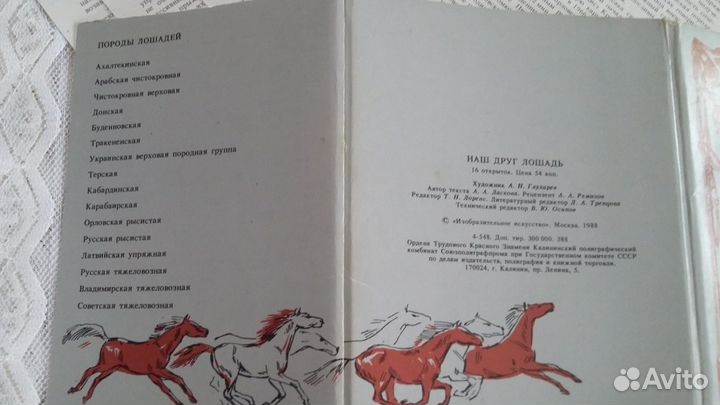 ПОРОДЫ ЛОШАДЕЙ
Ахалтекинская
Арабская чистокровная
Чистокровная верховая
Донская
Буденновская
Тракененская
Украинская верховая породная группа
Терская
Кабардинская
Карабаирская
Орловская рысистая
Русская рысистая
Латвийская упряжная
Русская тяжеловозная
Владимирская тяжеловозная
Советская тяжеловозная
НАШ ДРУГ ЛОШАДЬ
16 открыток. Цена 54 коп.
Художник А. Н. Глухарев
Автор текста А. А. Ласкова. Рецензент А. А. Ремизов
Редактор Т. Н. Лоренс. Литературный редактор Л. А. Тревцова
Технический редактор В. Ю. Осипов
© «Изобразительное искусство». Москва. 1988
4-548. Доп. тир. 300 000. 388
Ордена Трудового Красного Знамени Калининский полиграфический
комбинат Союзполиграфпрома при Государственном комитете СССР
по делам издательств, полиграфии и книжной торговли.
170024, г. Калинин, пр. Ленина, 5.
Avito